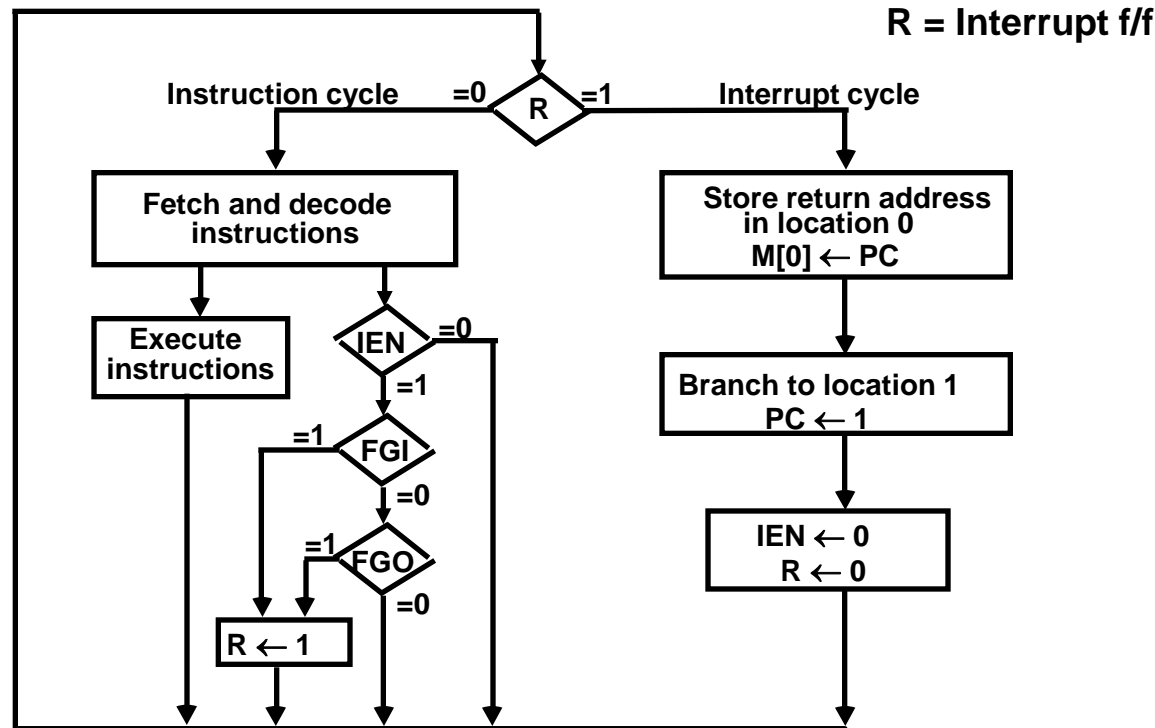 R = Interrupt f/f
R
=0
=1
Instruction cycle
Interrupt cycle
Fetch and decode
instructions
Execute
instructions
IEN
=0
=1
FGI
=1
=0
FGO
=1
=0
R ← 1
Store return address
in location 0
M[0] ← PC
Branch to location 1
PC ← 1
IEN ← 0
R ← 0